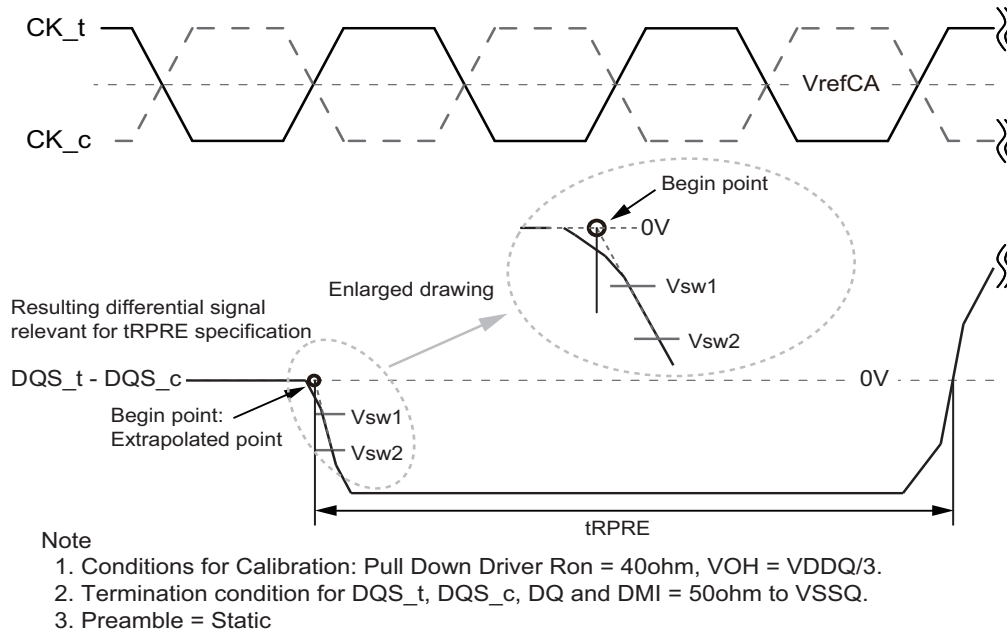 CK_t
VrefCA
CK_c
Begin point
0V
Vsw1
Enlarged drawing
Vsw2
Resulting differential signal
relevant for tRPRE specification
DQS_t - DQS_c
0V
Begin point:
Extrapolated point
Vsw1
Vsw2
tRPRE
Note
1. Conditions for Calibration: Pull Down Driver Ron = 40ohm, VOH = VDDQ/3.
2. Termination condition for DQS_t, DQS_c, DQ and DMI = 50ohm to VSSQ.
3. Preamble = Static